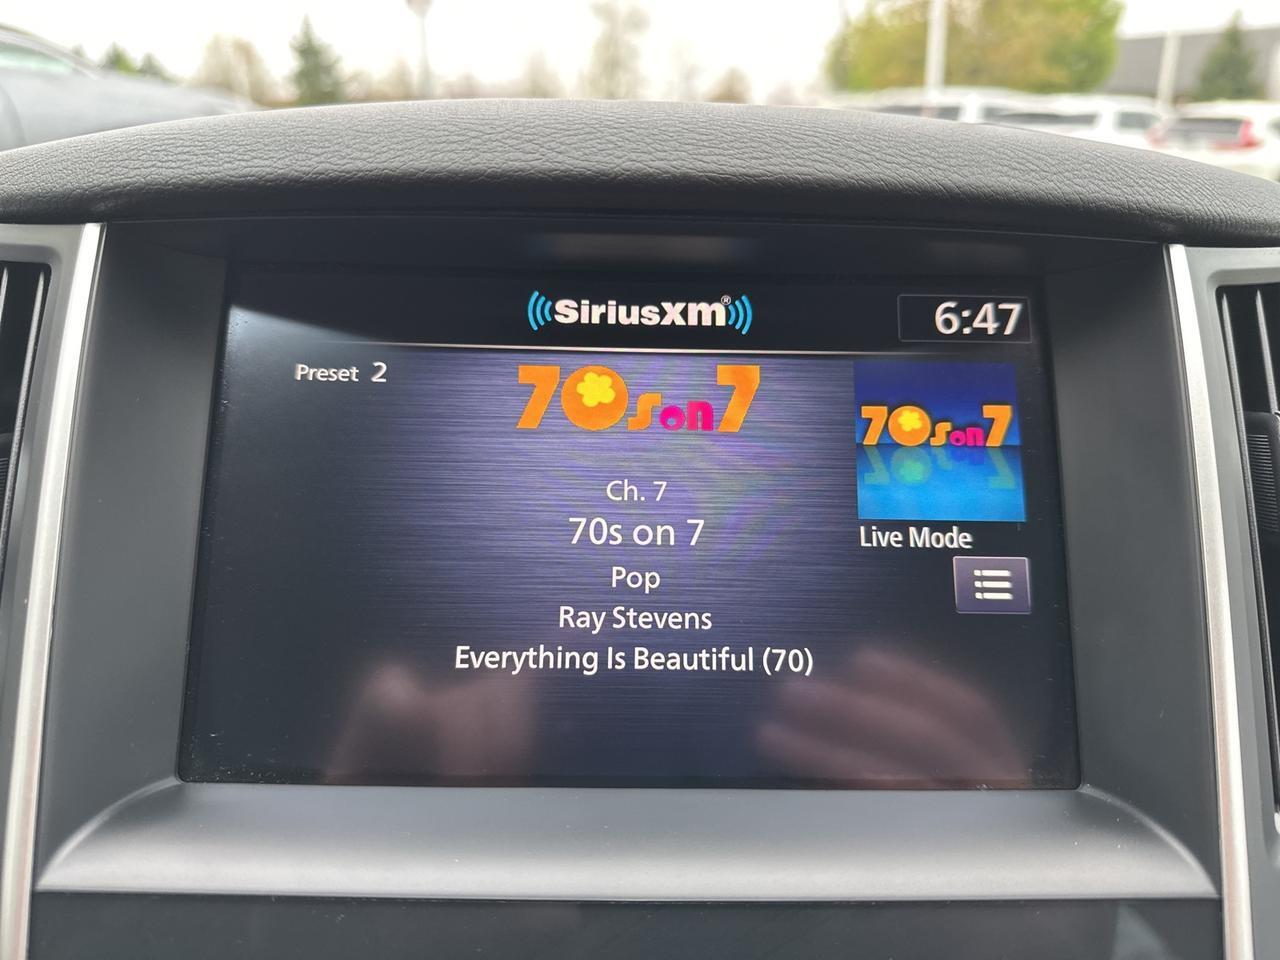 SiriusXM®
6:47
Preset 2
70s on 7
70s on 7
Ch. 7
70s on 7
Live Mode
Pop
Ray Stevens
Everything Is Beautiful (70)